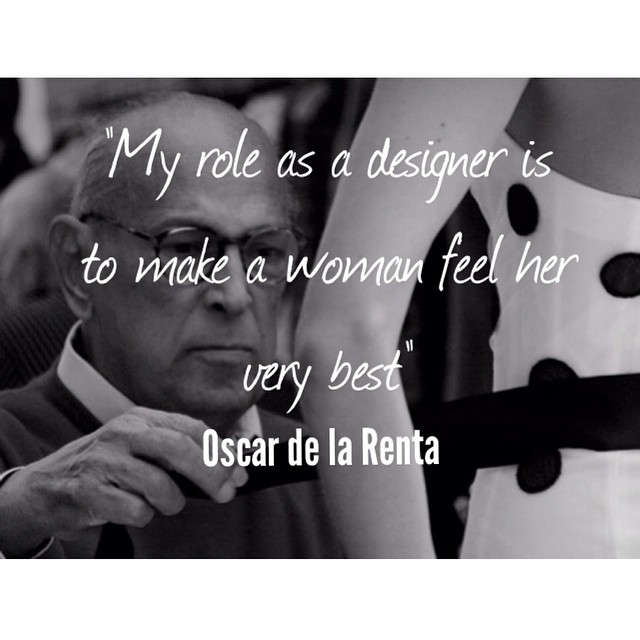 "My role as a designer is
to make a woman feel her
very best"
Oscar de la Renta